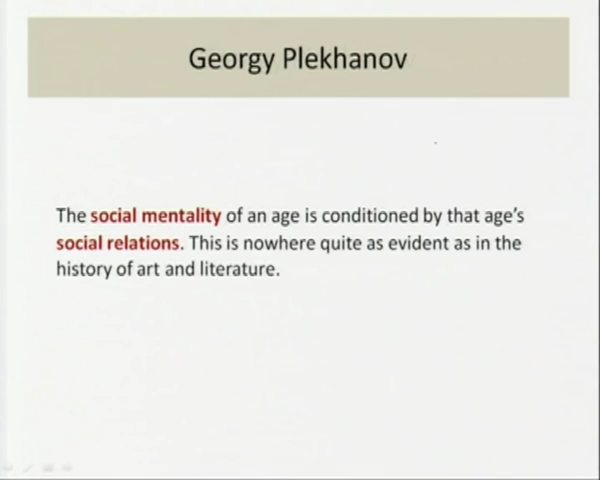 Georgy Plekhanov
The social mentality of an age is conditioned by that age's
social relations. This is nowhere quite as evident as in the
history of art and literature.